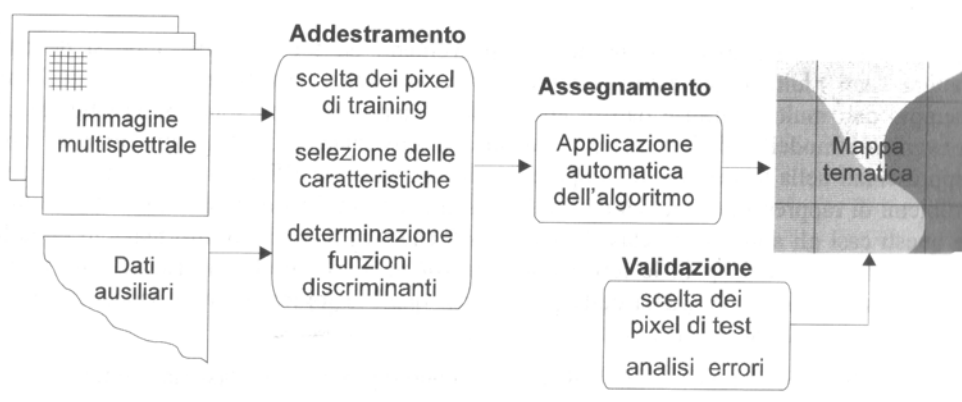 Immagine
multispettrale
Dati
ausiliari
Addestramento
scelta dei pixel
di training
selezione delle
caratteristiche
determinazione
funzioni
discriminanti
Assegnamento
Applicazione
automatica
dell'algoritmo
Mappa
tematica
Validazione
scelta dei
pixel di test
analisi errori